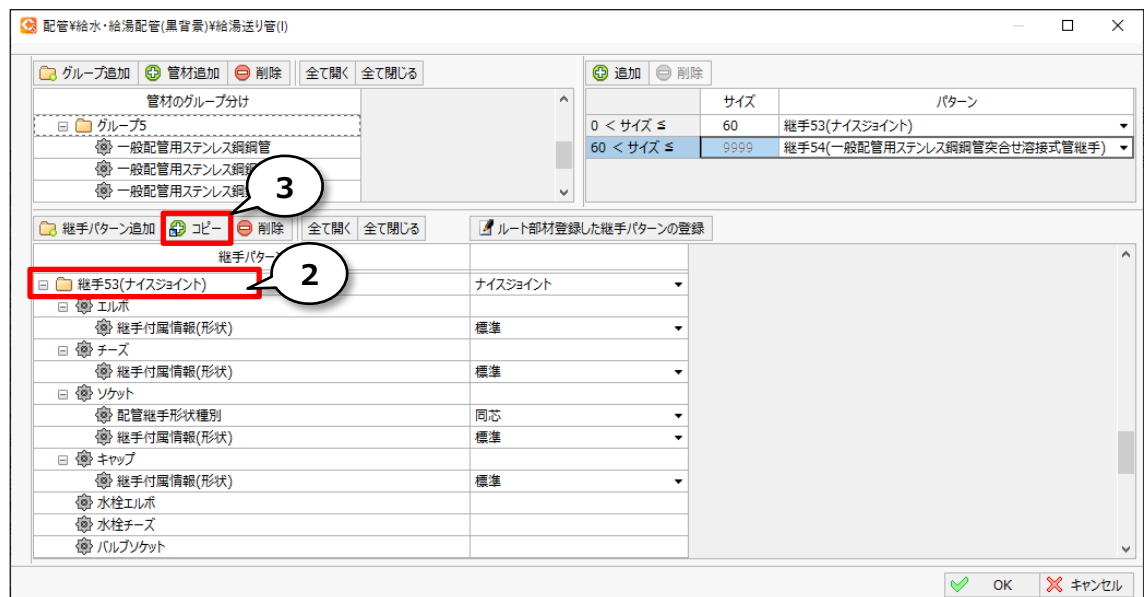 配管¥給水・給湯配管(黒背景)¥給湯送り管(I)
グループ追加 管材追加 削除 全て開く 全て閉じる
管材のグループ分け
グループ5
一般配管用ステンレス鋼鋼管
一般配管用ステンレス鋼鋼
一般配管用ステンレス鋼
3
追加 削除
サイズ パターン
0 < サイズ ≦ 60 継手53(ナイスジョイント)
60 < サイズ ≦ 9999 継手54(一般配管用ステンレス鋼鋼管突合せ溶接式管継手)
継手パターン追加 コピー 削除 全て開く 全て閉じる ルート部材登録した継手パターンの登録
継手パターン
2
継手53(ナイスジョイント) ナイスジョイント
エルボ
継手付属情報(形状) 標準
チーズ
継手付属情報(形状) 標準
ソケット
配管継手形状種別 同芯
継手付属情報(形状) 標準
キャップ
継手付属情報(形状) 標準
水栓エルボ
水栓チーズ
バルブソケット
OK キャンセル